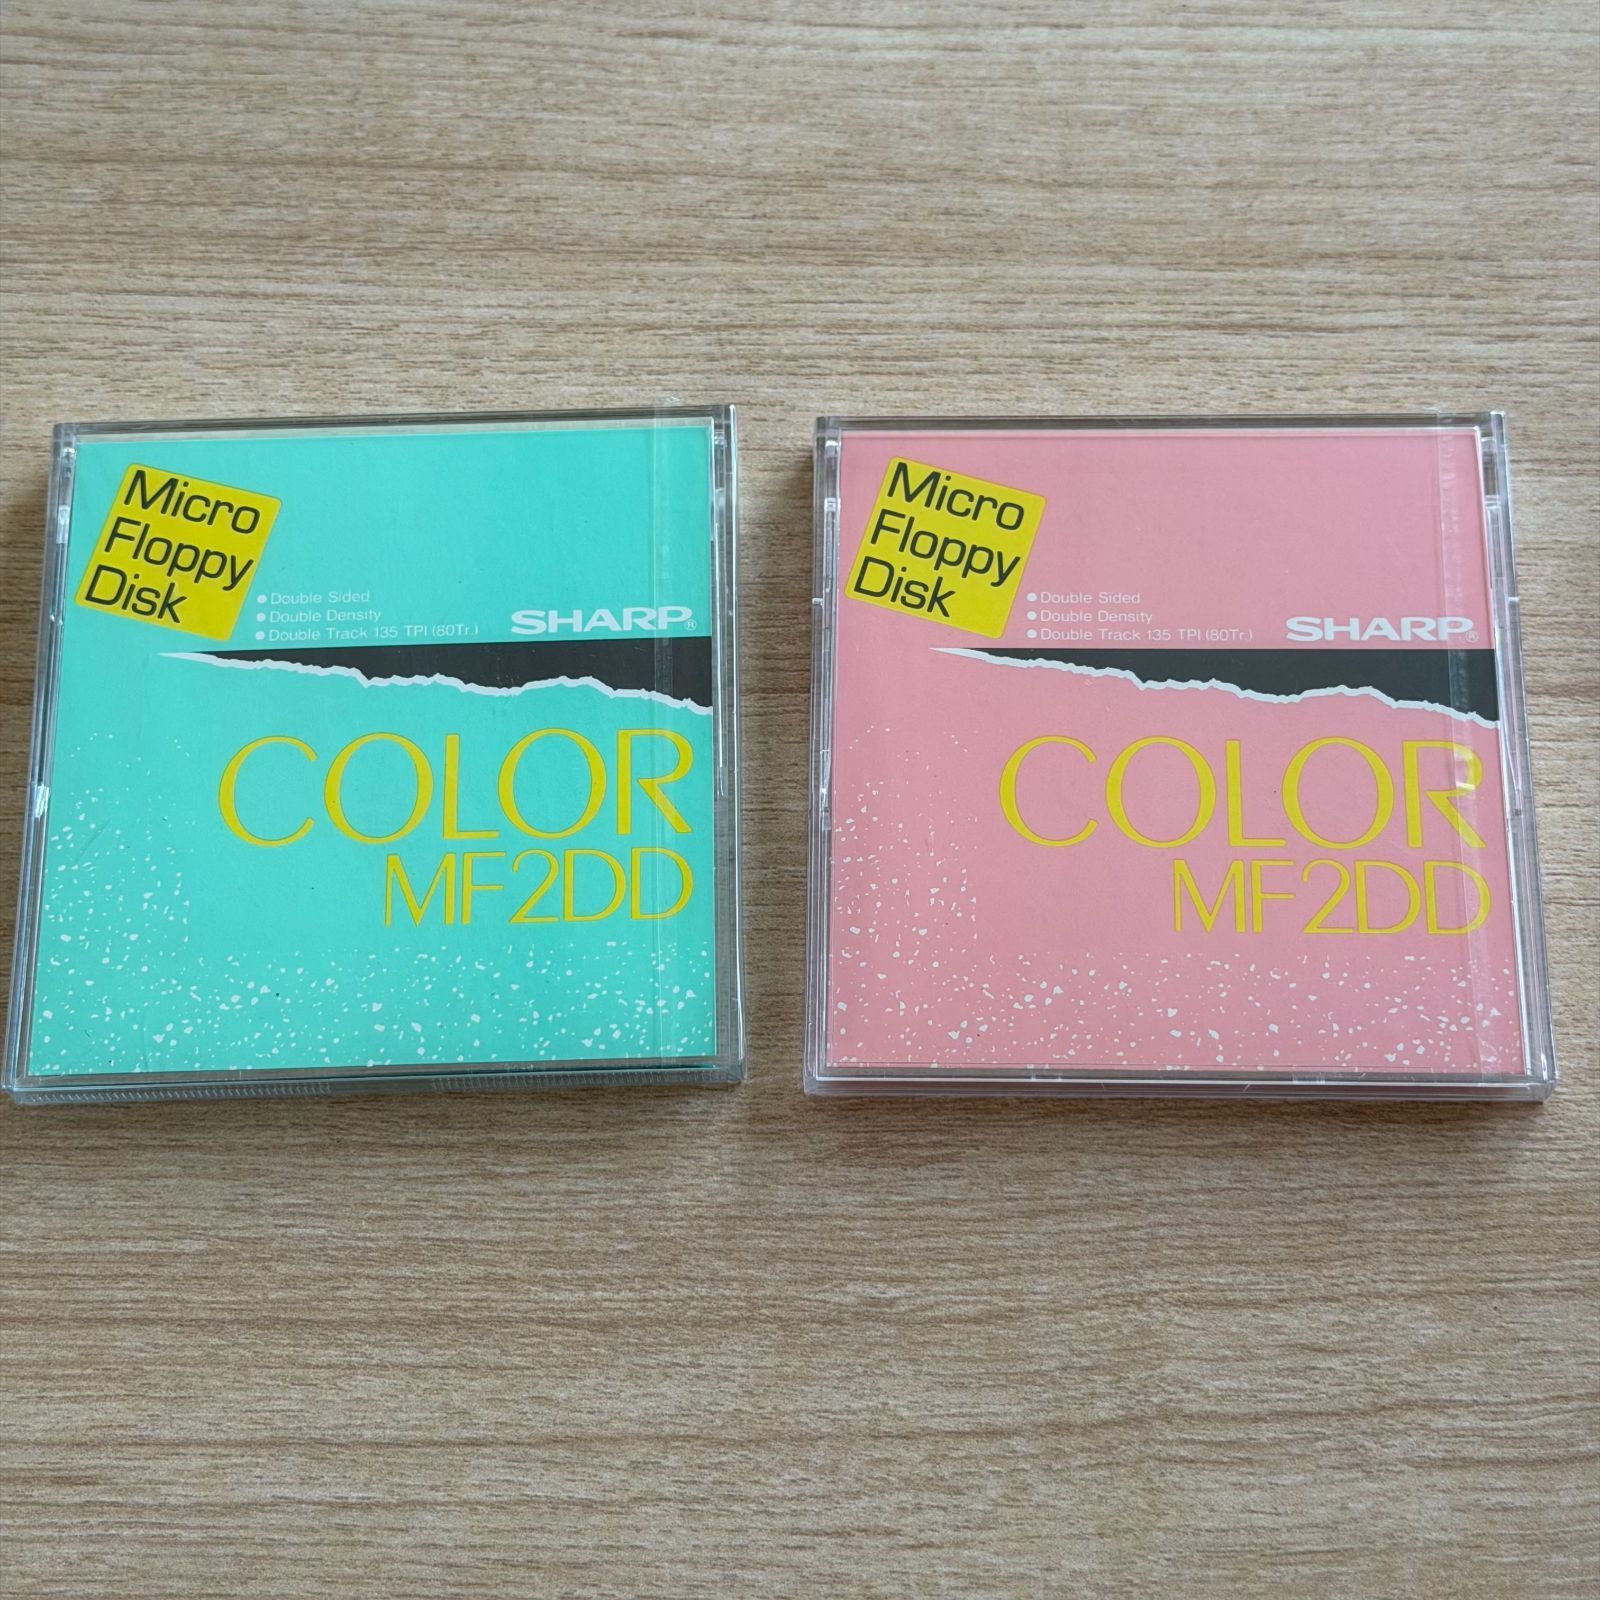 Micro
Floppy
Disk
● Double Sided
● Double Density
● Double Track 135 TPI (80Tr.)
SHARP®
COLOR
MF2DD
Micro
Floppy
Disk
● Double Sided
● Double Density
● Double Track 135 TPI (80Tr.)
SHARP®
COLOR
MF2DD